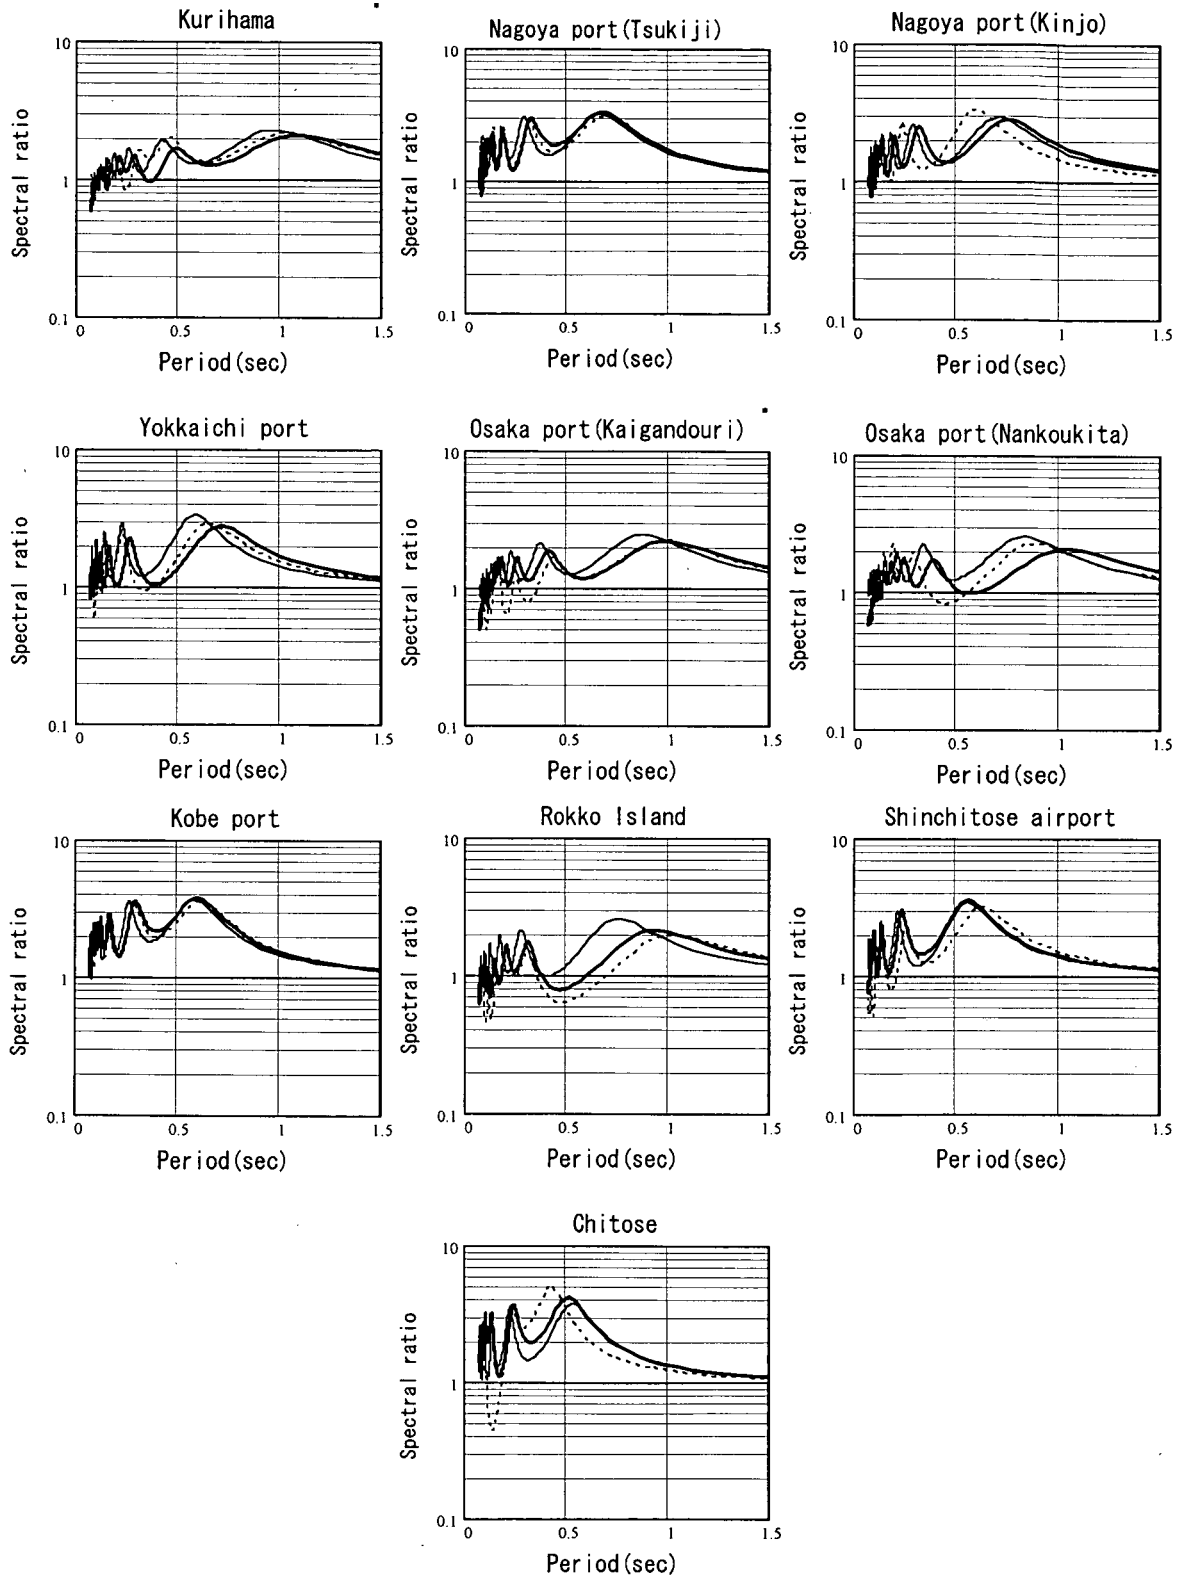 Kurihama
10
1
0.1
Spectral ratio
0
0.5
1
1.5
Period(sec)
Nagoya port(Tsukiji)
10
1
0.1
Spectral ratio
0
0.5
1
1.5
Period(sec)
Nagoya port(Kinjo)
10
1
0.1
Spectral ratio
0
0.5
1
1.5
Period(sec)
Yokkaichi port
10
1
0.1
Spectral ratio
0
0.5
1
1.5
Period(sec)
Osaka port(Kaigandouri)
10
1
0.1
Spectral ratio
0
0.5
1
1.5
Period(sec)
Osaka port(Nankoukita)
10
1
0.1
Spectral ratio
0
0.5
1
1.5
Period(sec)
Kobe port
10
1
0.1
Spectral ratio
0
0.5
1
1.5
Period(sec)
Rokko Island
10
1
0.1
Spectral ratio
0
0.5
1
1.5
Period(sec)
Shinchitose airport
10
1
0.1
Spectral ratio
0
0.5
1
1.5
Period(sec)
Chitose
10
1
0.1
Spectral ratio
0
0.5
1
1.5
Period(sec)